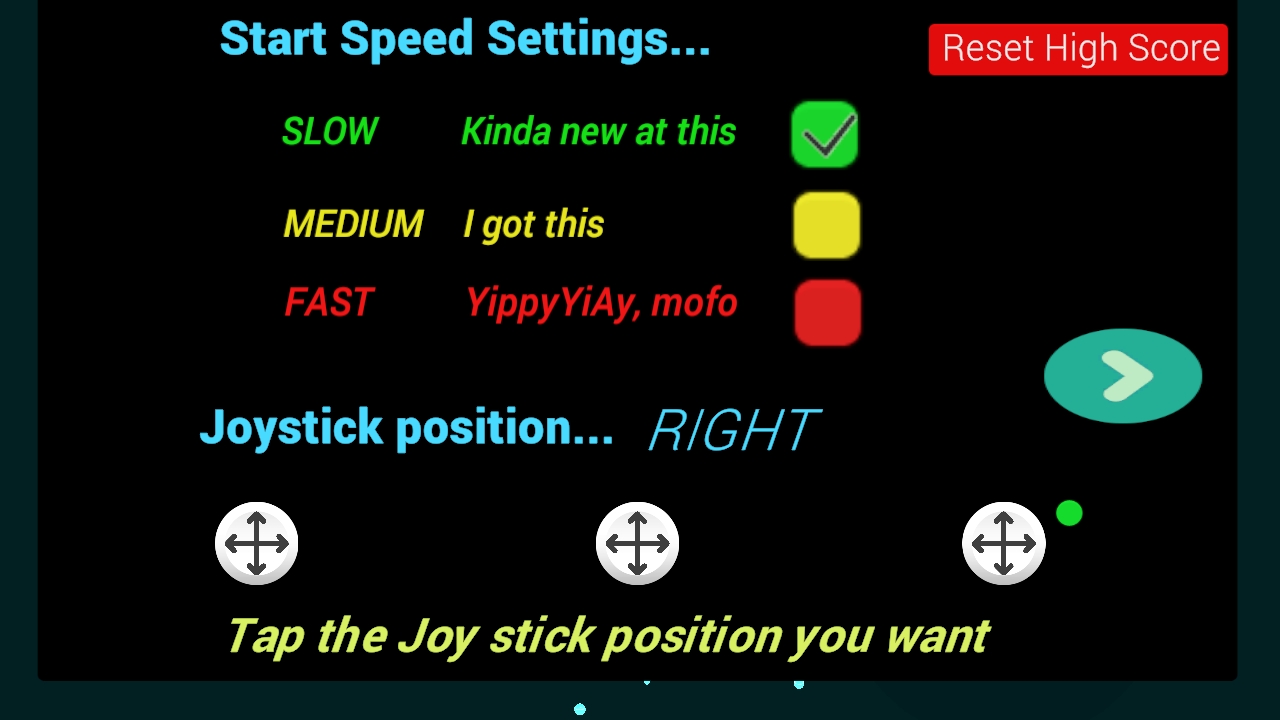 Start Speed Settings...
Reset High Score
SLOW Kinda new at this
MEDIUM I got this
FAST YippyYiAy, mofo
Joystick position... RIGHT
Tap the Joy stick position you want